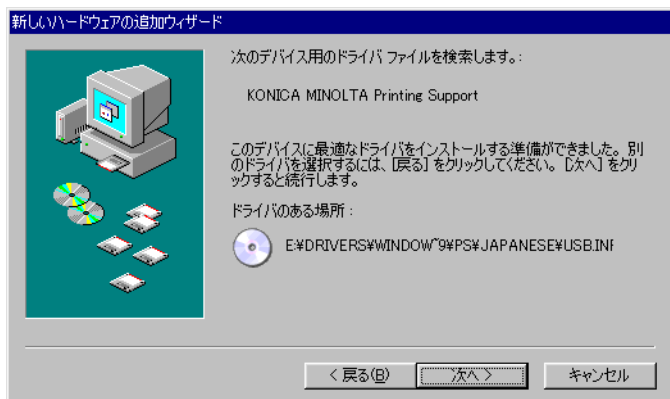 新しいハードウェアの追加ウィザード
次のデバイス用のドライバ ファイルを検索します。:
KONICA MINOLTA Printing Support
このデバイスに最適なドライバをインストールする準備ができました。別
のドライバを選択するには、[戻る] をクリックしてください。[次へ] をクリ
ックすると続行します。
ドライバのある場所 :
E:¥DRIVERS¥WINDOW~9¥PS¥JAPANESE¥USB.INF
< 戻る(B)
次へ >
キャンセル